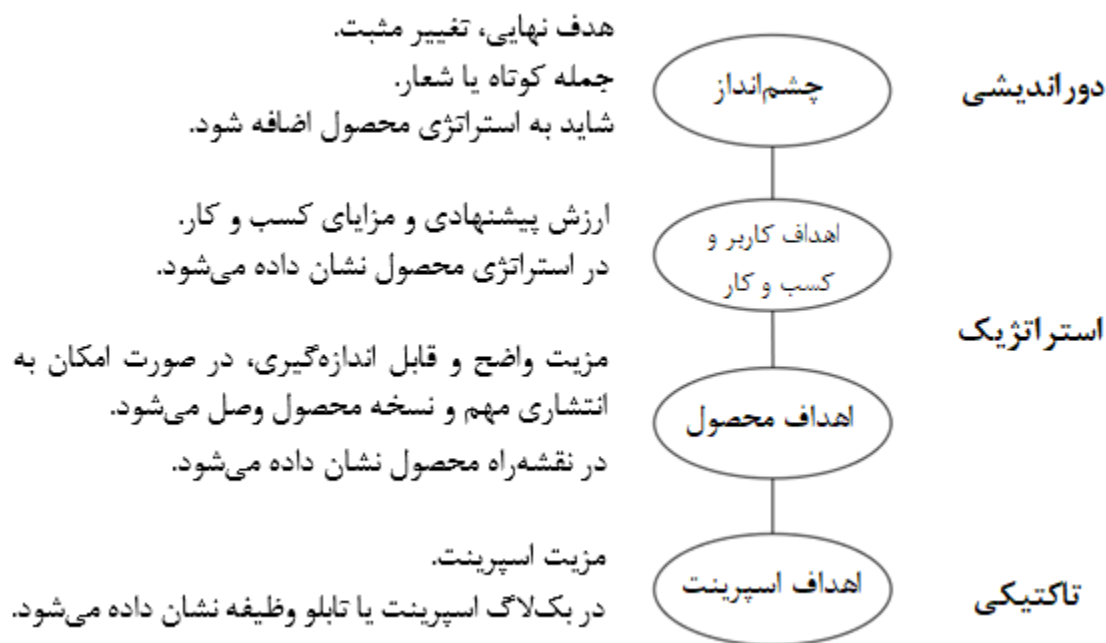 دوراندیشی
چشم‌انداز
هدف نهایی، تغییر مثبت.
جمله کوتاه یا شعار.
شاید به استراتژی محصول اضافه شود.
استراتژیک
اهداف کاربر و
کسب و کار
ارزش پیشنهادی و مزایای کسب و کار.
در استراتژی محصول نشان داده می‌شود.
اهداف محصول
مزیت واضح و قابل اندازه‌گیری، در صورت امکان به
انتشاری مهم و نسخه محصول وصل می‌شود.
در نقشه‌راه محصول نشان داده می‌شود.
تاکتیکی
اهداف اسپرینت
مزیت اسپرینت.
در بک‌لاگ اسپرینت یا تابلو وظیفه نشان داده می‌شود.